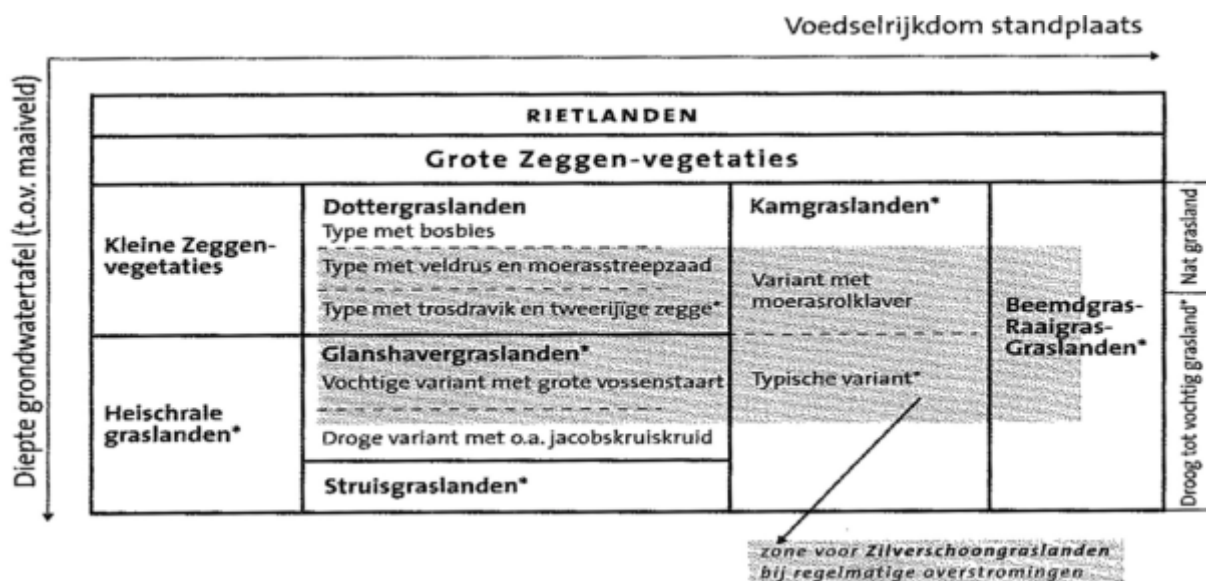 Voedselrijkdom standplaats
Diepte grondwatertafel (t.o.v. maaiveld)
RIETLANDEN
Grote Zeggen-vegetaties
Kleine Zeggen-
vegetaties
Heischrale
graslanden*
Dottergraslanden
Type met bosbies
Type met veldrus en moerasstreepzaad
Type met trosdravik en tweerijige zegge*
Glanshavergraslanden*
Vochtige variant met grote vossenstaart
Droge variant met o.a. jacobskruiskruid
Struisgraslanden*
Kamgraslanden*
Variant met
moerasrolklaver
Typische variant*
Beemdgras-
Raaigras-
Graslanden*
Nat grasland
Droog tot vochtig grasland*
zone voor Zilverschoongraslanden
bij regelmatige overstromingen